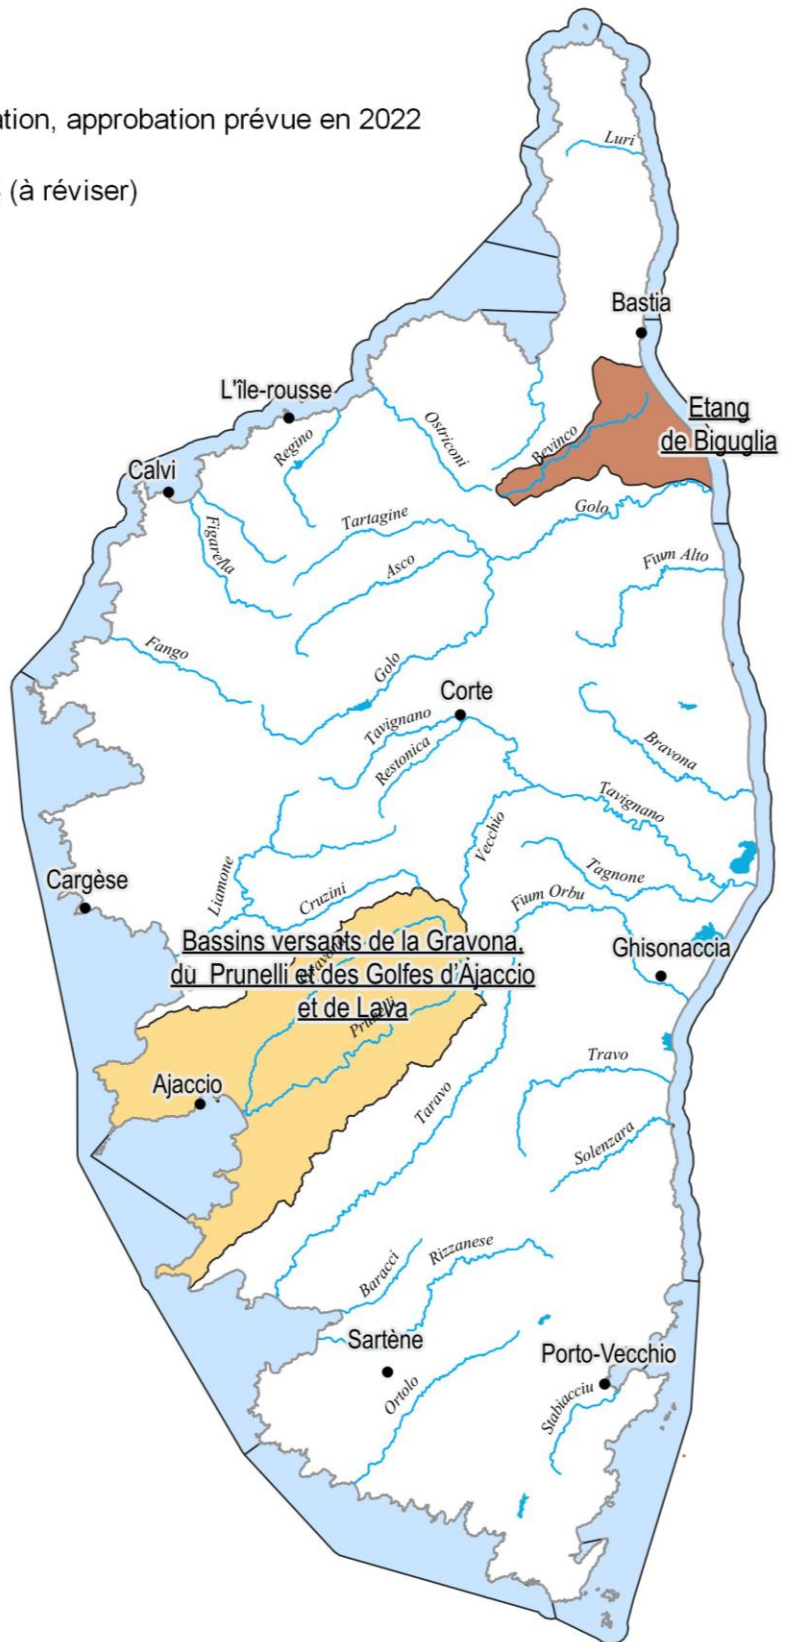 ation, approbation prévue en 2022
(à réviser)
Luri
Bastia
L'île-rousse
Etang
de Biguglia
Ostriconi
Regino
Bevinco
Calvi
Golo
Tartagine
Figarella
Asco
Fium Alto
Fango
Golo
Corte
Tavignano
Restonica
Bravona
Tavignano
Vecchio
Liamone
Tagnone
Cargèse
Cruzini
Fium Orbu
Bassins versants de la Gravona,
du Prunelli et des Golfes d'Ajaccio
et de Lava
Gravona
Prunelli
Ghisonaccia
Travo
Ajaccio
Taravo
Solenzara
Baracci
Rizzanese
Sartène
Porto-Vecchio
Ortolo
Stabiacciu